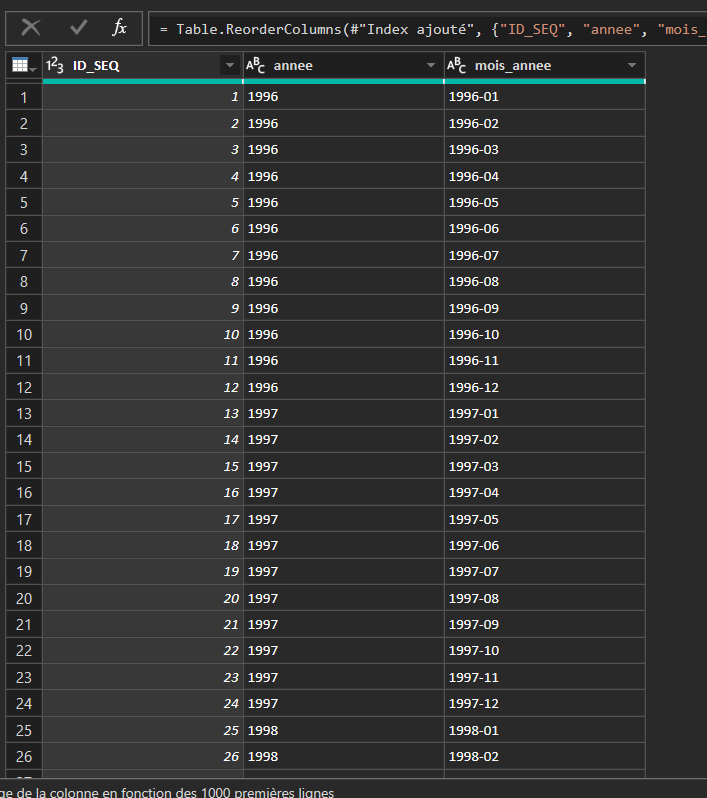 fx = Table.ReorderColumns(#"Index ajouté", {"ID_SEQ", "annee", "mois_
123 ID_SEQ ABC annee ABC mois_annee
1 1 1996 1996-01
2 2 1996 1996-02
3 3 1996 1996-03
4 4 1996 1996-04
5 5 1996 1996-05
6 6 1996 1996-06
7 7 1996 1996-07
8 8 1996 1996-08
9 9 1996 1996-09
10 10 1996 1996-10
11 11 1996 1996-11
12 12 1996 1996-12
13 13 1997 1997-01
14 14 1997 1997-02
15 15 1997 1997-03
16 16 1997 1997-04
17 17 1997 1997-05
18 18 1997 1997-06
19 19 1997 1997-07
20 20 1997 1997-08
21 21 1997 1997-09
22 22 1997 1997-10
23 23 1997 1997-11
24 24 1997 1997-12
25 25 1998 1998-01
26 26 1998 1998-02
ge de la colonne en fonction des 1000 premières lignes